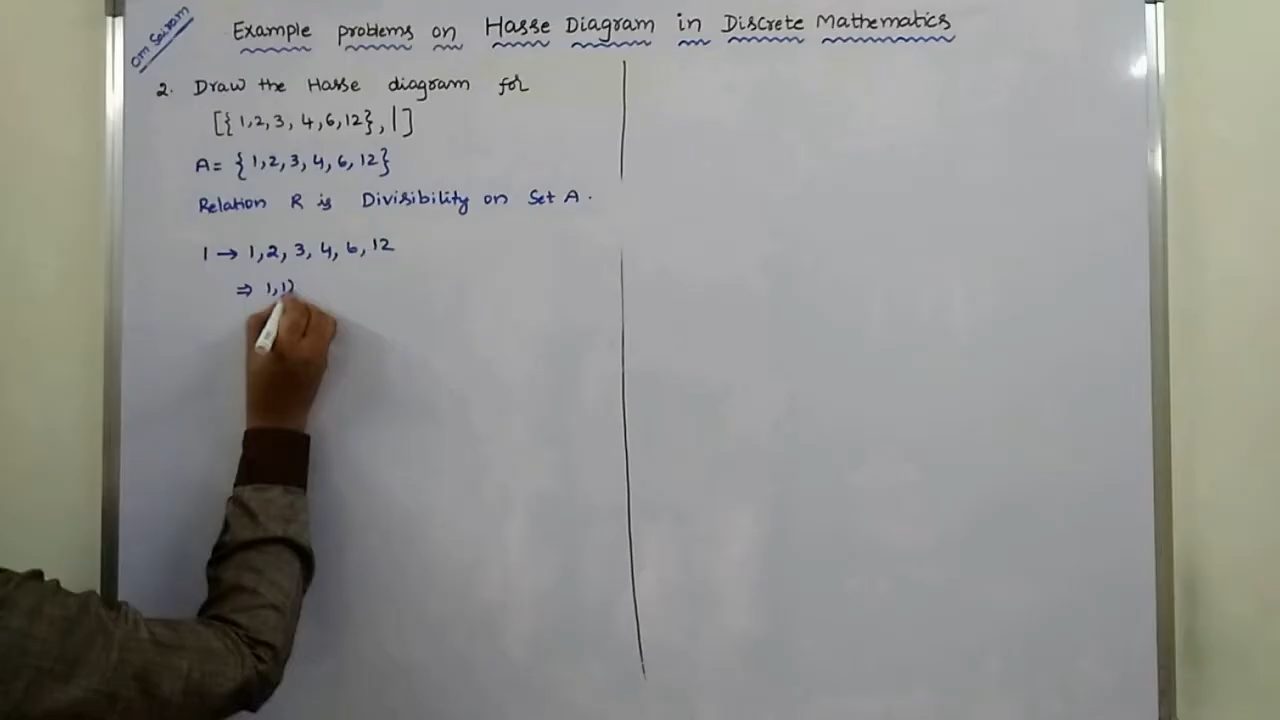 Om Sairam
Example problems on Hasse Diagram in Discrete Mathematics
2. Draw the Hasse diagram for
[{1,2,3, 4,6,12}, |]
A = {1,2,3,4,6,12}
Relation R is Divisibility on Set A.
1 → 1,2,3,4,6,12
⇒ 1,1